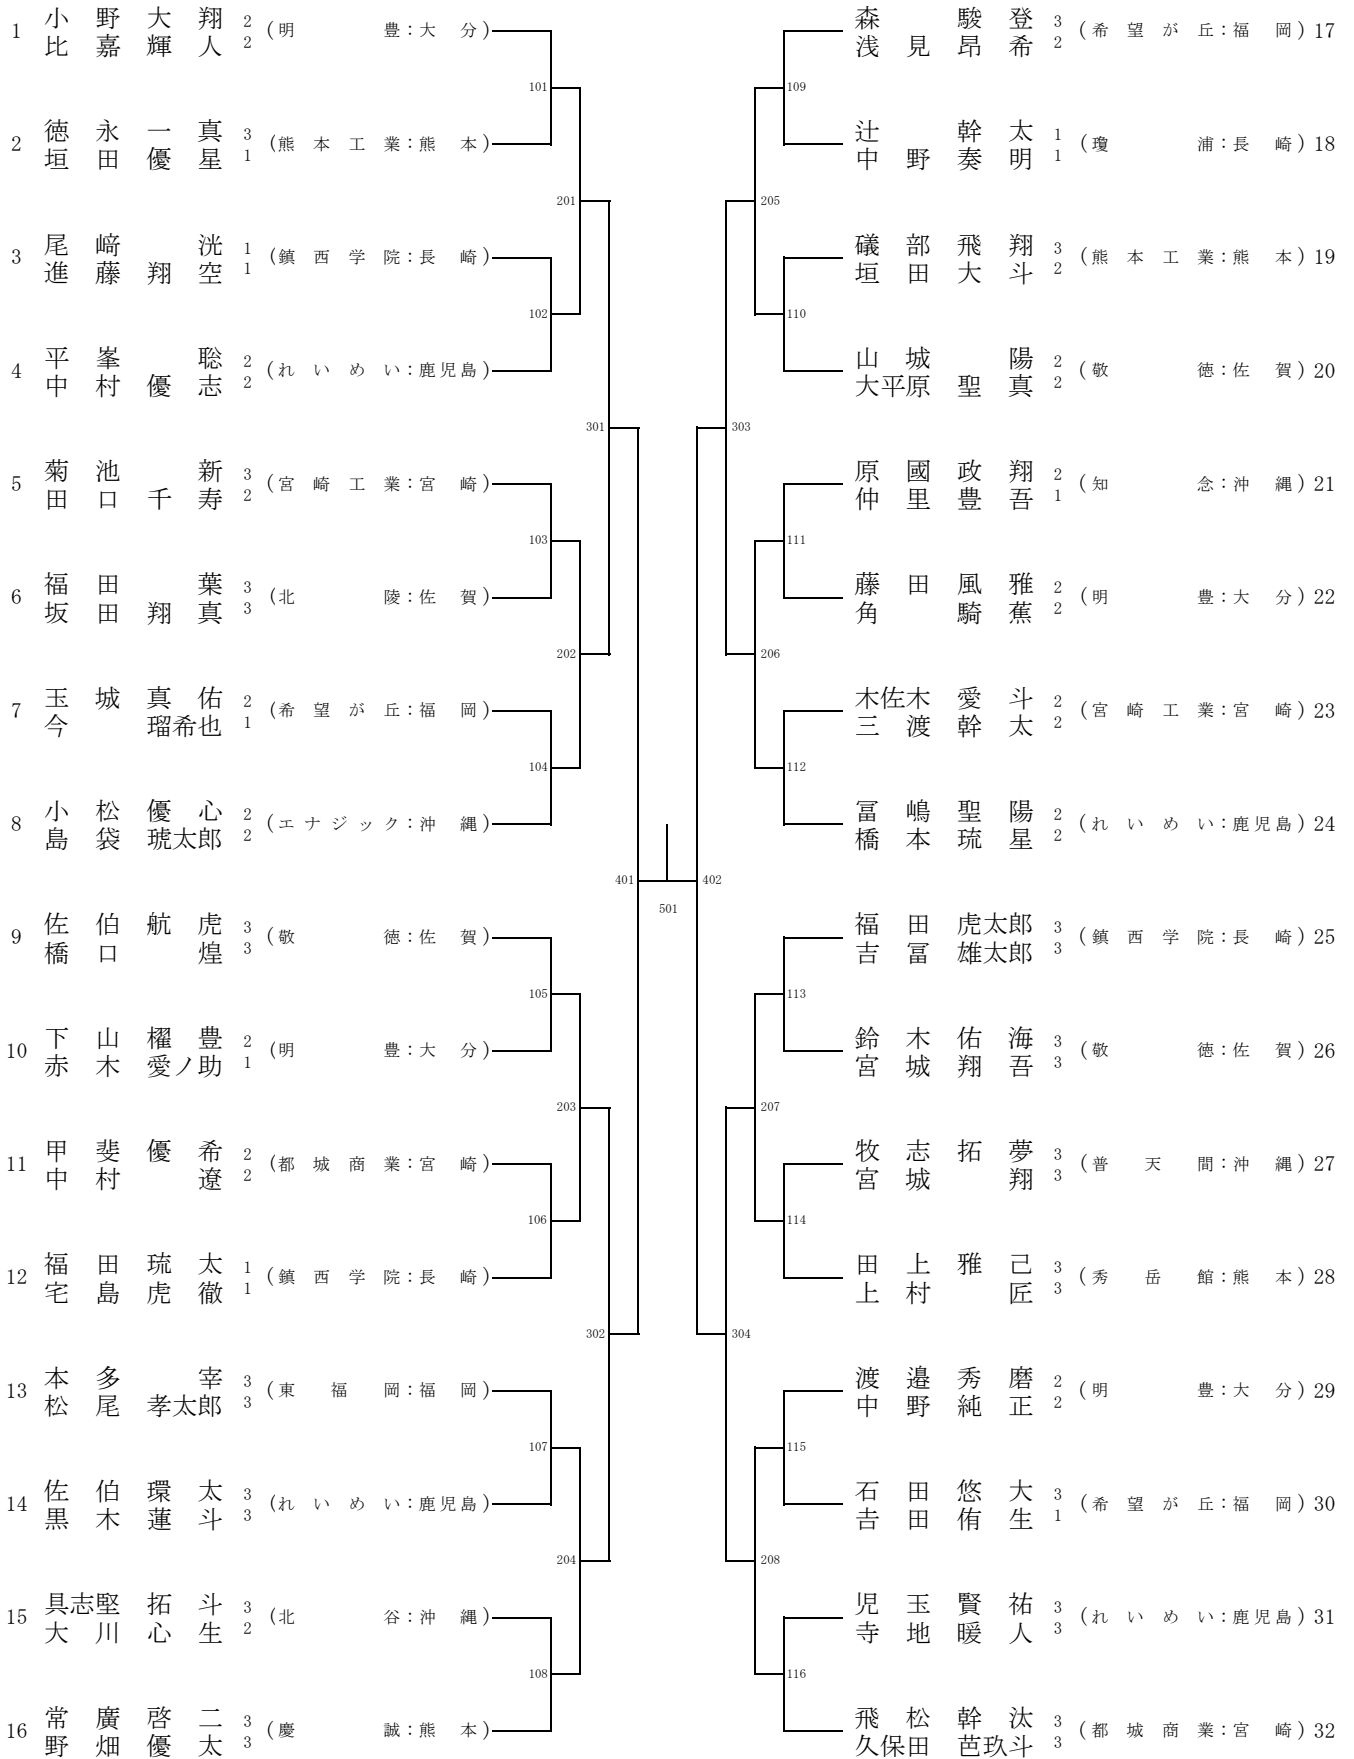 1 小野大翔 2 (明豊:大分)
比嘉輝人 2
101
2 徳永一真 3 (熊本工業:熊本)
垣田優星 1
201
3 尾﨑洸 1 (鎮西学院:長崎)
進藤翔空 1
102
4 平峯聡 2 (れいめい:鹿児島)
中村優志 2
301
5 菊池新 3 (宮崎工業:宮崎)
田口千寿 2
103
6 福田葉 3 (北陵:佐賀)
坂田翔真 3
202
7 玉城真佑 2 (希望が丘:福岡)
今瑠希也 1
104
8 小松優心 2 (エナジック:沖縄)
島袋琥太郎 2
401
9 佐伯航虎 3 (敬徳:佐賀)
橋口煌 3
105
10 下山櫂豊 2 (明豊:大分)
赤木愛ノ助 1
203
11 甲斐優希 2 (都城商業:宮崎)
中村遼 2
106
12 福田琉太 1 (鎮西学院:長崎)
宅島虎徹 1
302
13 本多宰 3 (東福岡:福岡)
松尾孝太郎 3
107
14 佐伯環太 3 (れいめい:鹿児島)
黒木蓮斗 3
204
15 具志堅拓斗 3 (北谷:沖縄)
大川心生 2
108
16 常廣啓二 3 (慶誠:熊本)
野畑優太 3
501
森駿登 3 (希望が丘:福岡) 17
浅見昂希 2
109
辻幹太 1 (瓊浦:長崎) 18
中野奏明 1
205
礒部飛翔 3 (熊本工業:熊本) 19
垣田大斗 2
110
山城陽 2 (敬徳:佐賀) 20
大平原聖真 2
303
原國政翔 2 (知念:沖縄) 21
仲里豊吾 1
111
藤田風雅 2 (明豊:大分) 22
角騎蕉 2
206
木佐木愛斗 2 (宮崎工業:宮崎) 23
三渡幹太 2
112
冨嶋聖陽 2 (れいめい:鹿児島) 24
橋本琉星 2
402
福田虎太郎 3 (鎮西学院:長崎) 25
吉冨雄太郎 3
113
鈴木佑海 3 (敬徳:佐賀) 26
宮城翔吾 3
207
牧志拓夢 3 (普天間:沖縄) 27
宮城翔 3
114
田上雅己 3 (秀岳館:熊本) 28
上村匠 3
304
渡邉秀磨 2 (明豊:大分) 29
中野純正 2
115
石田悠大 3 (希望が丘:福岡) 30
𠮷田侑生 1
208
児玉賢祐 3 (れいめい:鹿児島) 31
寺地暖人 3
116
飛松幹汰 3 (都城商業:宮崎) 32
久保田芭玖斗 3